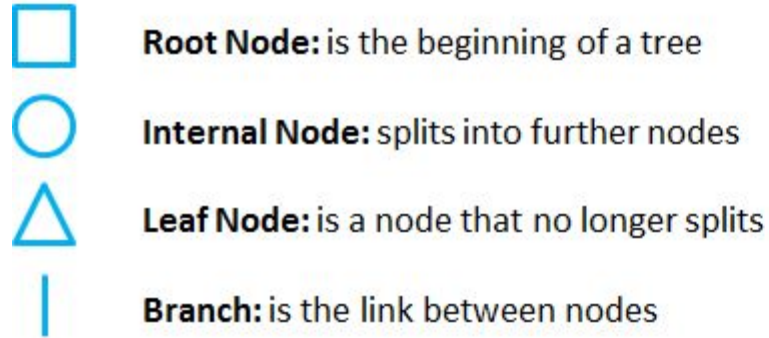 Root Node: is the beginning of a tree
Internal Node: splits into further nodes
Leaf Node: is a node that no longer splits
Branch: is the link between nodes